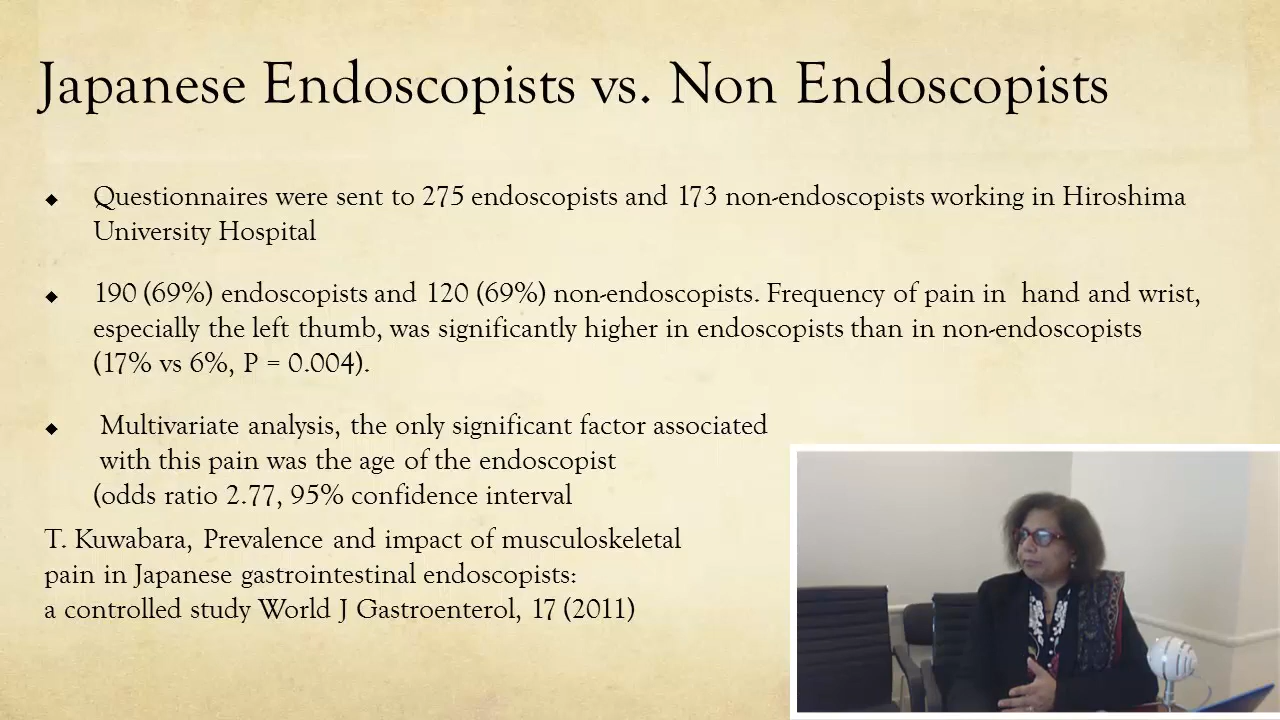 Japanese Endoscopists vs. Non Endoscopists
Questionnaires were sent to 275 endoscopists and 173 non-endoscopists working in Hiroshima
University Hospital
190 (69%) endoscopists and 120 (69%) non-endoscopists. Frequency of pain in hand and wrist,
especially the left thumb, was significantly higher in endoscopists than in non-endoscopists
(17% vs 6%, P = 0.004).
Multivariate analysis, the only significant factor associated
with this pain was the age of the endoscopist
(odds ratio 2.77, 95% confidence interval
T. Kuwabara, Prevalence and impact of musculoskeletal
pain in Japanese gastrointestinal endoscopists:
a controlled study World J Gastroenterol, 17 (2011)